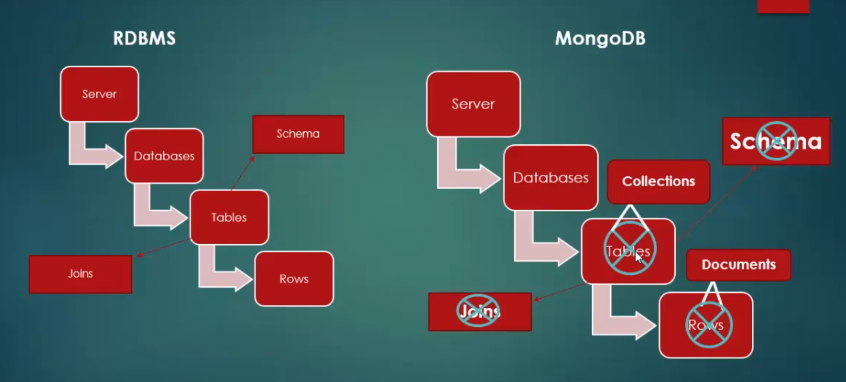 RDBMS
Server
Databases
Schema
Tables
Joins
Rows
MongoDB
Server
Databases
Collections
Schema
Tables
Documents
Joins
Rows